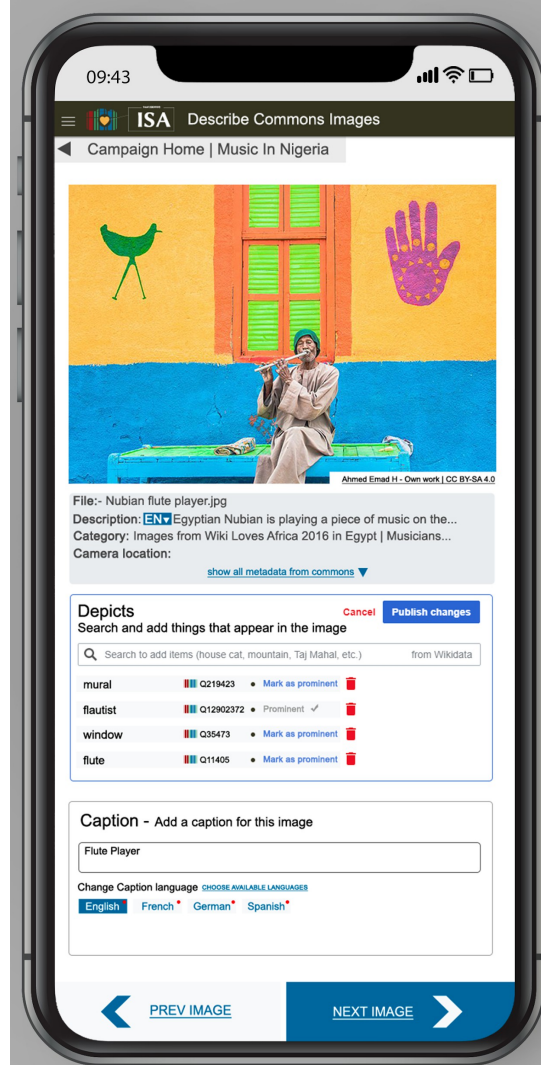 09:43
ISA Describe Commons Images
Campaign Home | Music In Nigeria
Ahmed Emad H - Own work | CC BY-SA 4.0
File:- Nubian flute player.jpg
Description: EN Egyptian Nubian is playing a piece of music on the...
Category: Images from Wiki Loves Africa 2016 in Egypt | Musicians...
Camera location:
show all metadata from commons
Depicts Cancel Publish changes
Search and add things that appear in the image
Search to add items (house cat, mountain, Taj Mahal, etc.) from Wikidata
mural Q219423 • Mark as prominent
flautist Q12902372 • Prominent ✓
window Q35473 • Mark as prominent
flute Q11405 • Mark as prominent
Caption - Add a caption for this image
Flute Player
Change Caption language CHOOSE AVAILABLE LANGUAGES
English* French* German* Spanish*
PREV IMAGE NEXT IMAGE